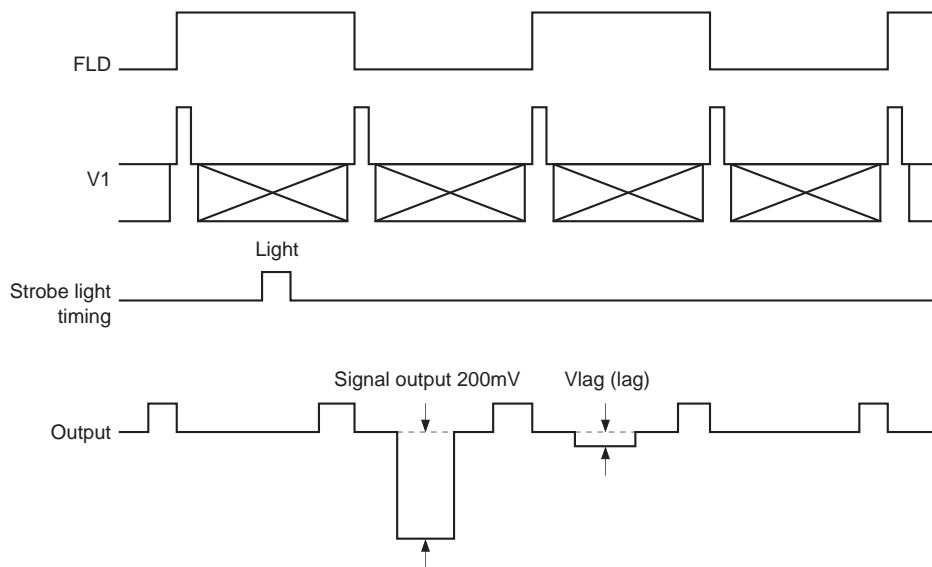 FLD
V1
Light
Strobe light
timing
Signal output 200mV
Vlag (lag)
Output